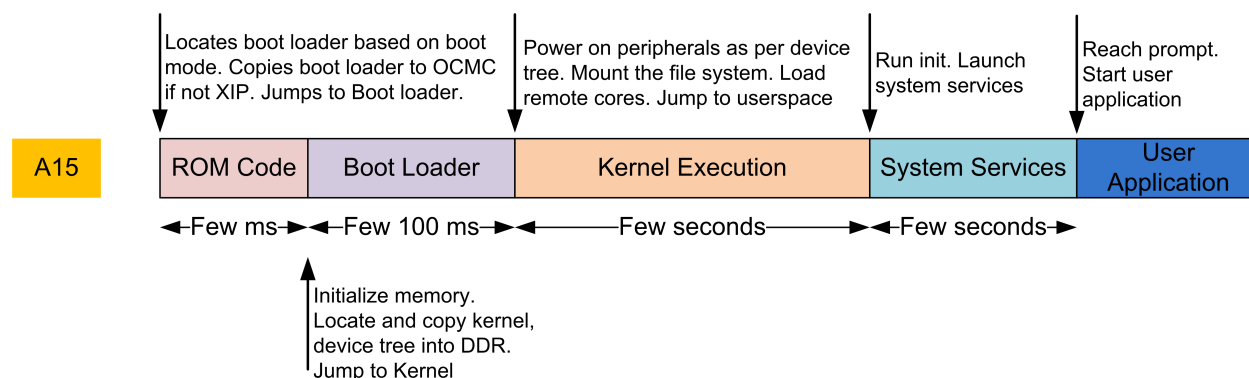 Locates boot loader based on boot
mode. Copies boot loader to OCMC
if not XIP. Jumps to Boot loader.
Power on peripherals as per device
tree. Mount the file system. Load
remote cores. Jump to userspace
Run init. Launch
system services
Reach prompt.
Start user
application
A15
ROM Code
Boot Loader
Kernel Execution
System Services
User
Application
Few ms
Few 100 ms
Few seconds
Few seconds
Initialize memory.
Locate and copy kernel,
device tree into DDR.
Jump to Kernel